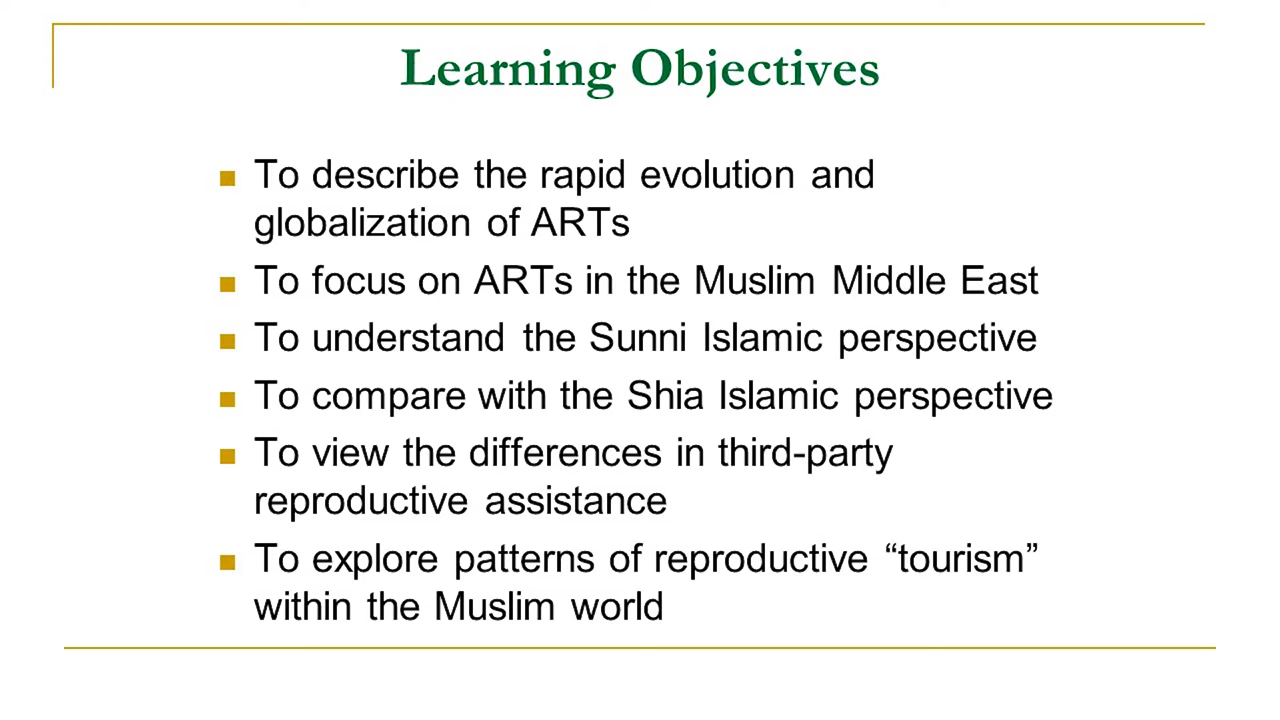 Learning Objectives
To describe the rapid evolution and
globalization of ARTs
To focus on ARTs in the Muslim Middle East
To understand the Sunni Islamic perspective
To compare with the Shia Islamic perspective
To view the differences in third-party
reproductive assistance
To explore patterns of reproductive “tourism”
within the Muslim world